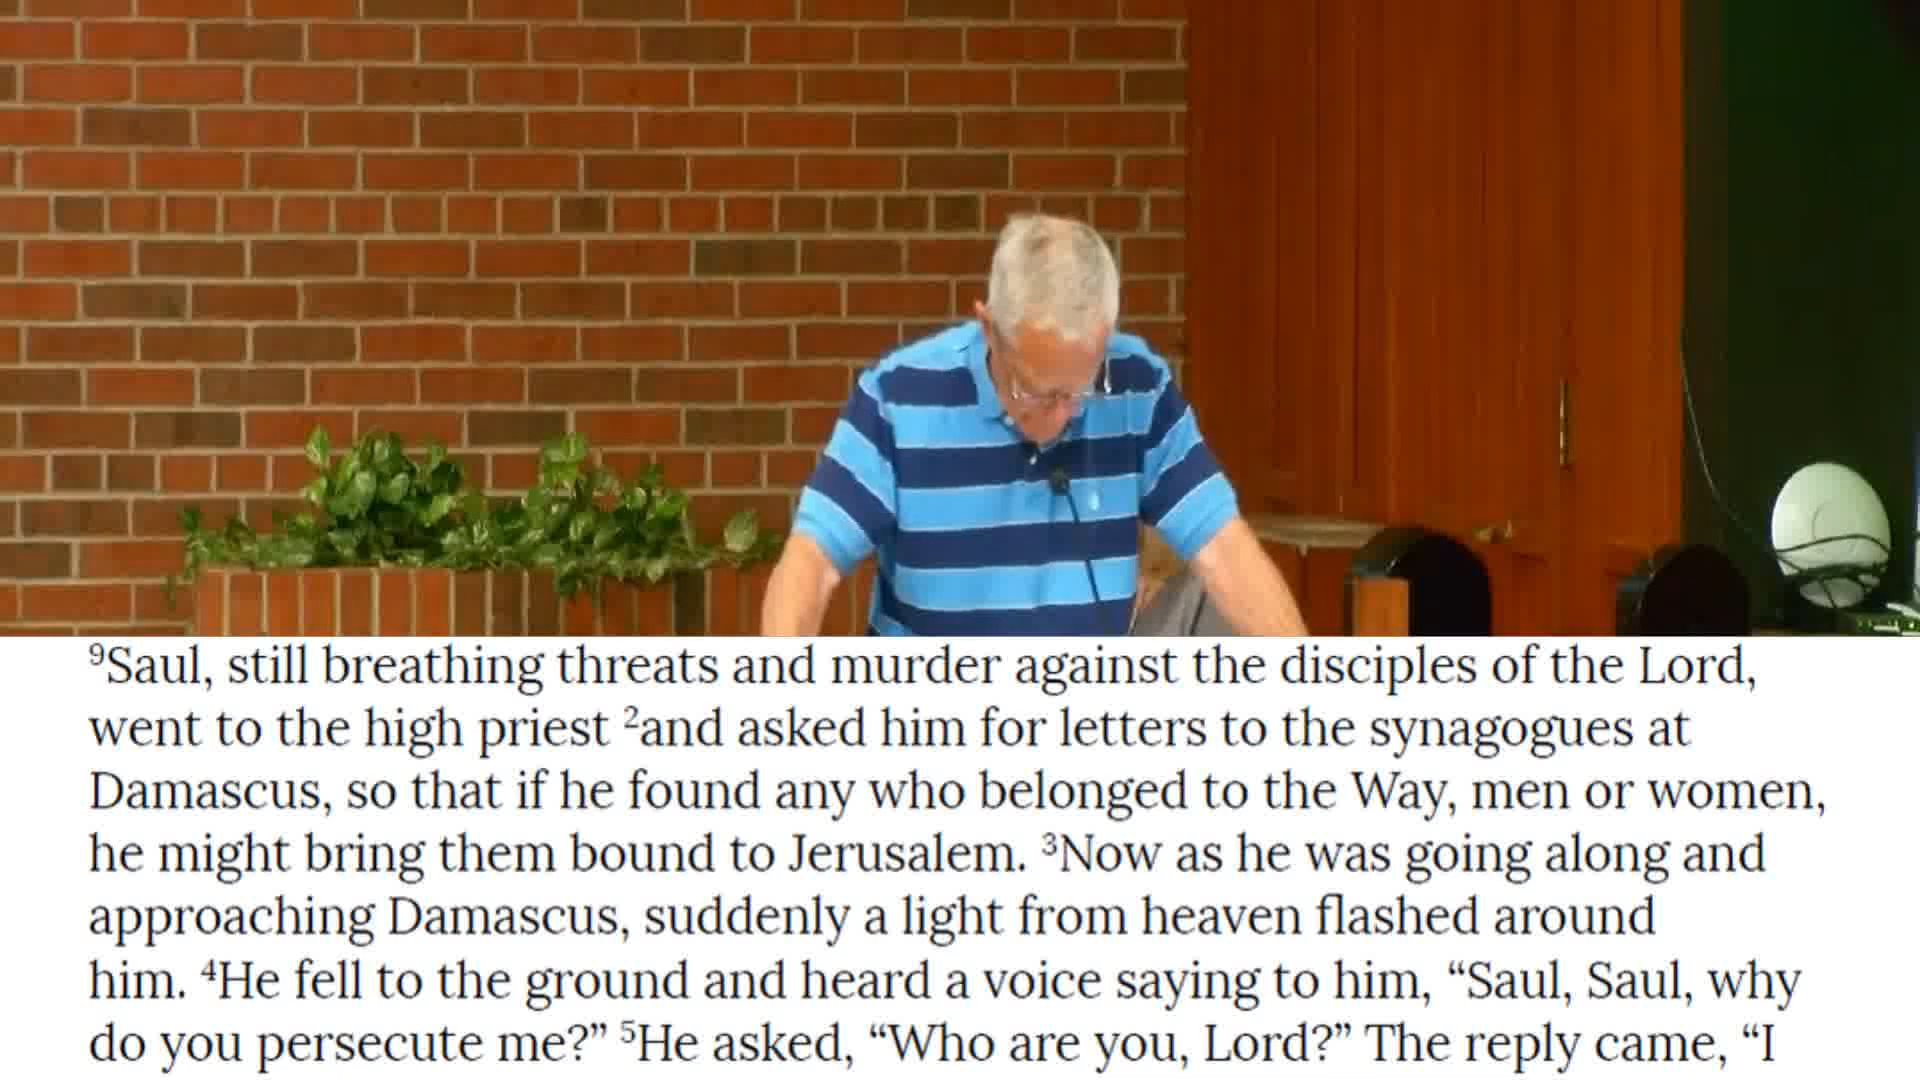 ⁹Saul, still breathing threats and murder against the disciples of the Lord,
went to the high priest ²and asked him for letters to the synagogues at
Damascus, so that if he found any who belonged to the Way, men or women,
he might bring them bound to Jerusalem. ³Now as he was going along and
approaching Damascus, suddenly a light from heaven flashed around
him. ⁴He fell to the ground and heard a voice saying to him, “Saul, Saul, why
do you persecute me?” ⁵He asked, “Who are you, Lord?” The reply came, “I